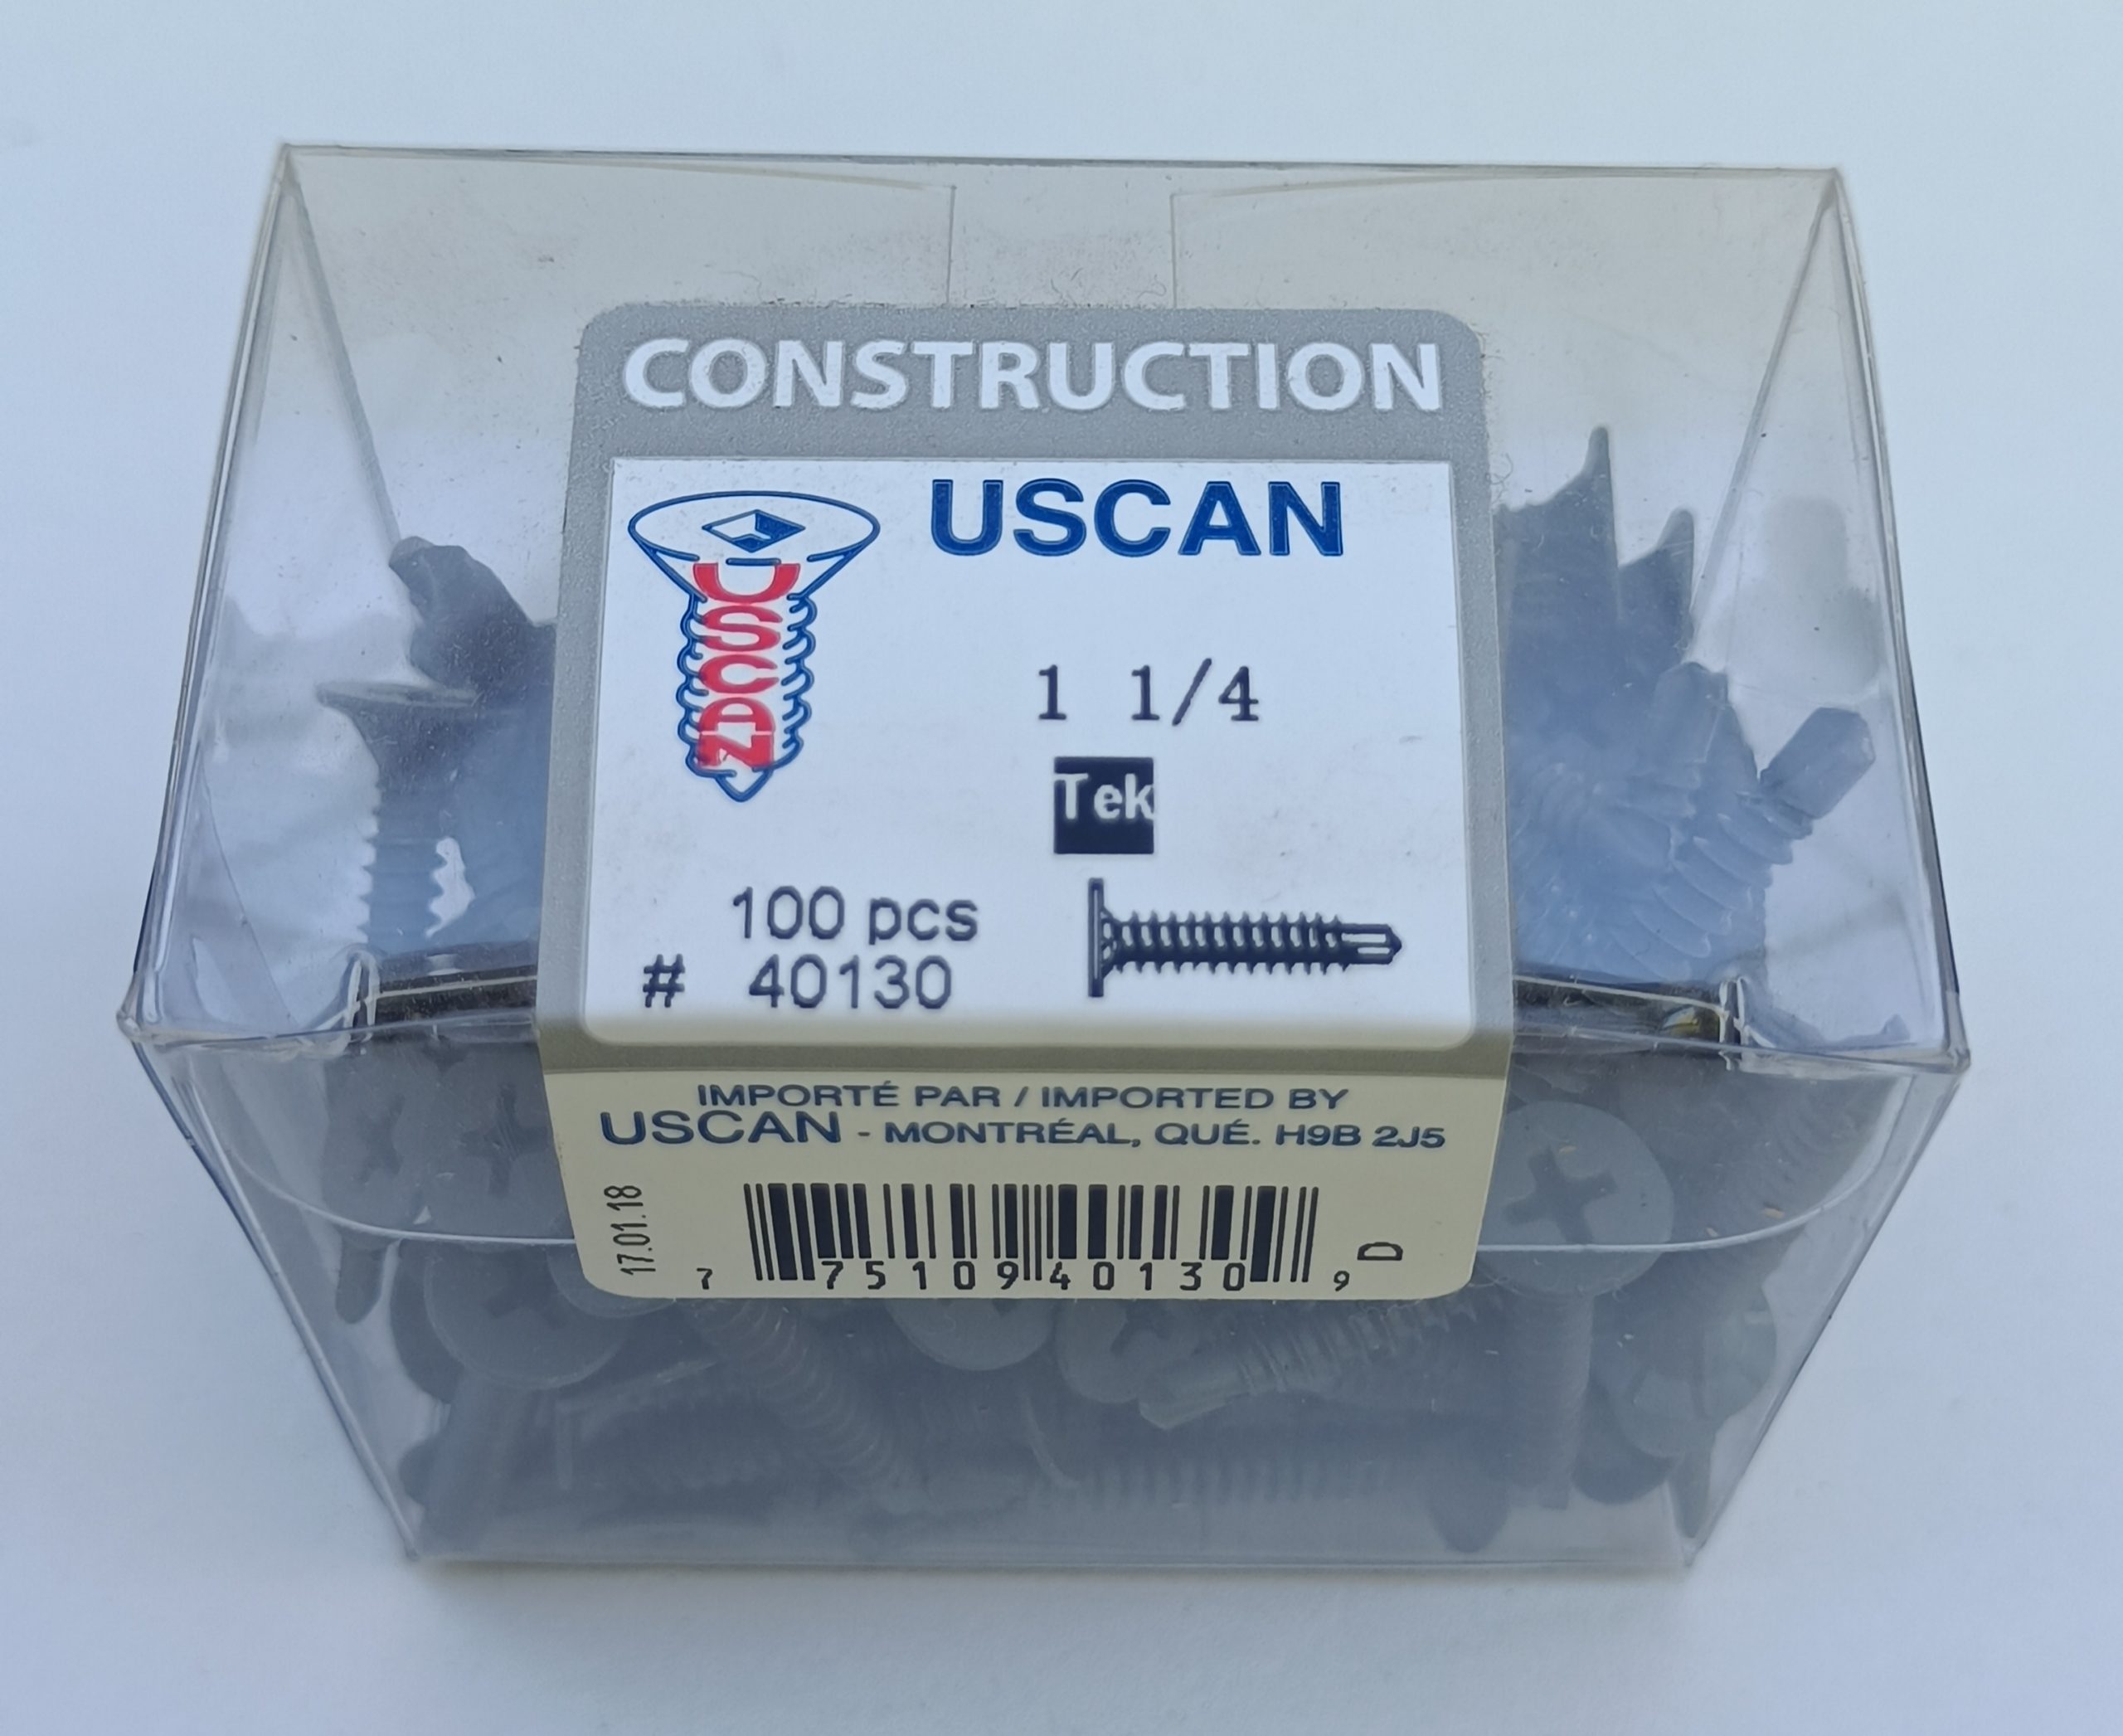 CONSTRUCTION
USCAN
USCAN
1 1/4
Tek
100 pcs
# 40130
IMPORTÉ PAR / IMPORTED BY
USCAN - MONTRÉAL, QUÉ. H9B 2J5
17.01.18
7 75109 40130 9
D